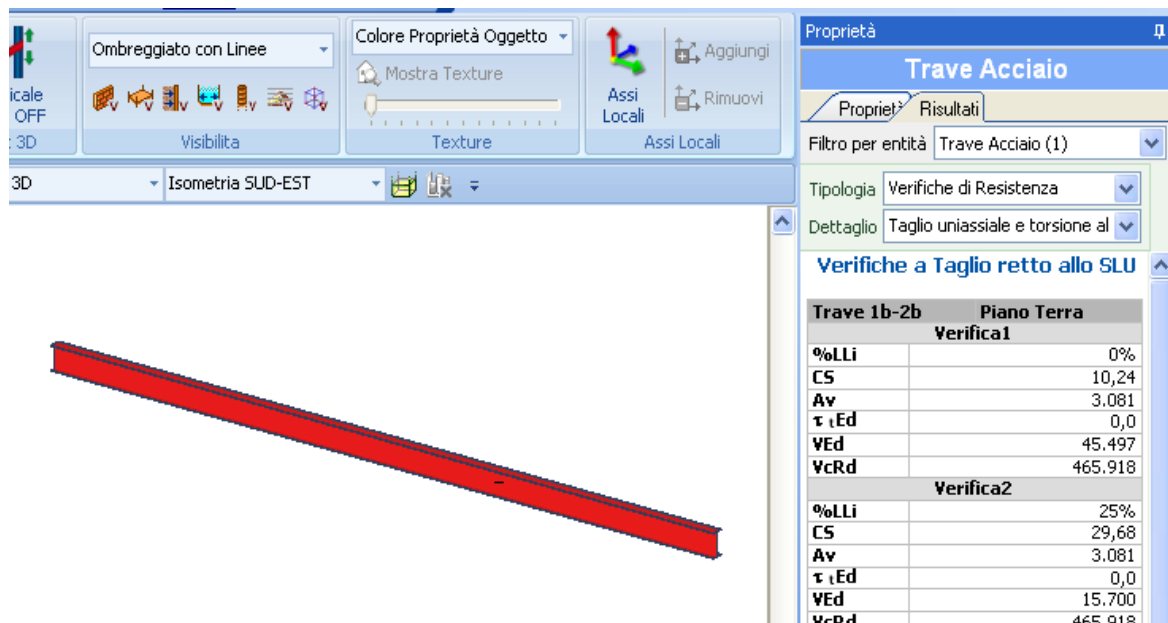 Ombreggiato con Linee
Colore Proprietà Oggetto
Mostra Texture
icale
OFF
3D
Visibilita
Texture
Assi
Locali
Aggiungi
Rimuovi
Assi Locali
3D
Isometria SUD-EST
Proprietà
Trave Acciaio
Propriet
Risultati
Filtro per entità Trave Acciaio (1)
Tipologia Verifiche di Resistenza
Dettaglio Taglio uniassiale e torsione al
Verifiche a Taglio retto allo SLU
Trave 1b-2b Piano Terra
Verifica1
%LLi 0%
CS 10,24
Av 3.081
τ tEd 0,0
VEd 45.497
VcRd 465.918
Verifica2
%LLi 25%
CS 29,68
Av 3.081
τ tEd 0,0
VEd 15.700
VcRd 465.918